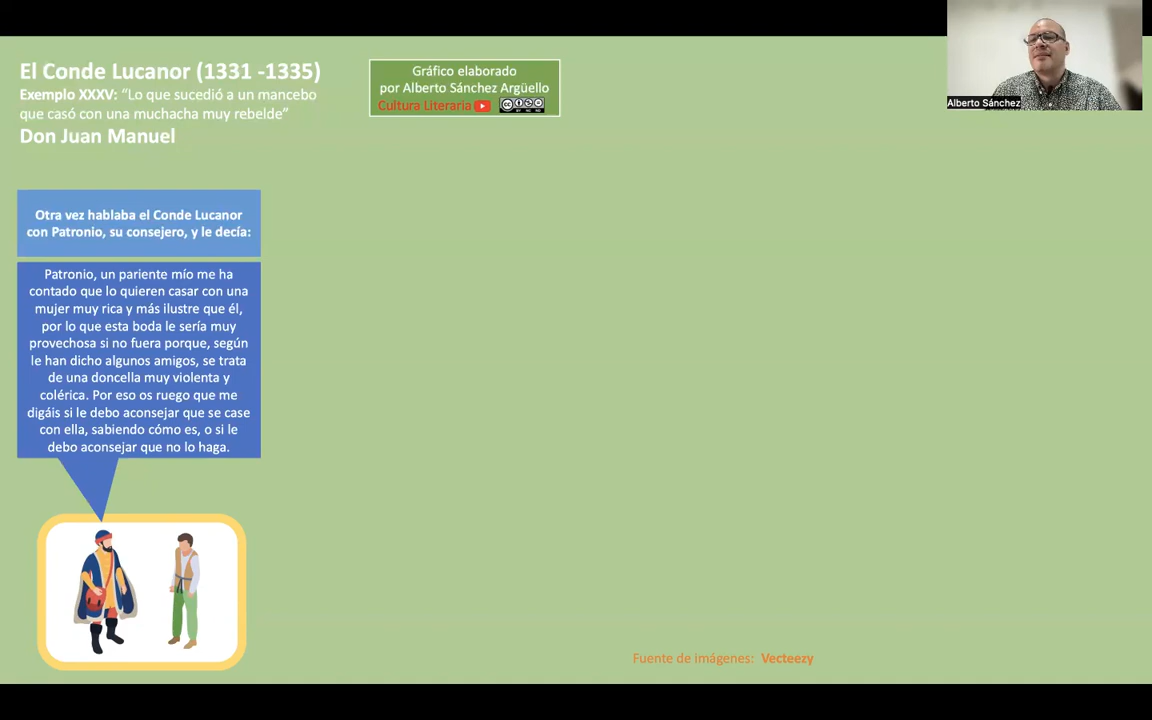 El Conde Lucanor (1331 -1335)
Exemplo XXXV: “Lo que sucedió a un mancebo
que casó con una muchacha muy rebelde”
Don Juan Manuel
Gráfico elaborado
por Alberto Sánchez Argüello
Cultura Literaria
Alberto Sánchez
Otra vez hablaba el Conde Lucanor
con Patronio, su consejero, y le decía:
Patronio, un pariente mío me ha
contado que lo quieren casar con una
mujer muy rica y más ilustre que él,
por lo que esta boda le sería muy
provechosa si no fuera porque, según
le han dicho algunos amigos, se trata
de una doncella muy violenta y
colérica. Por eso os ruego que me
digáis si le debo aconsejar que se case
con ella, sabiendo cómo es, o si le
debo aconsejar que no lo haga.
Fuente de imágenes: Vecteezy